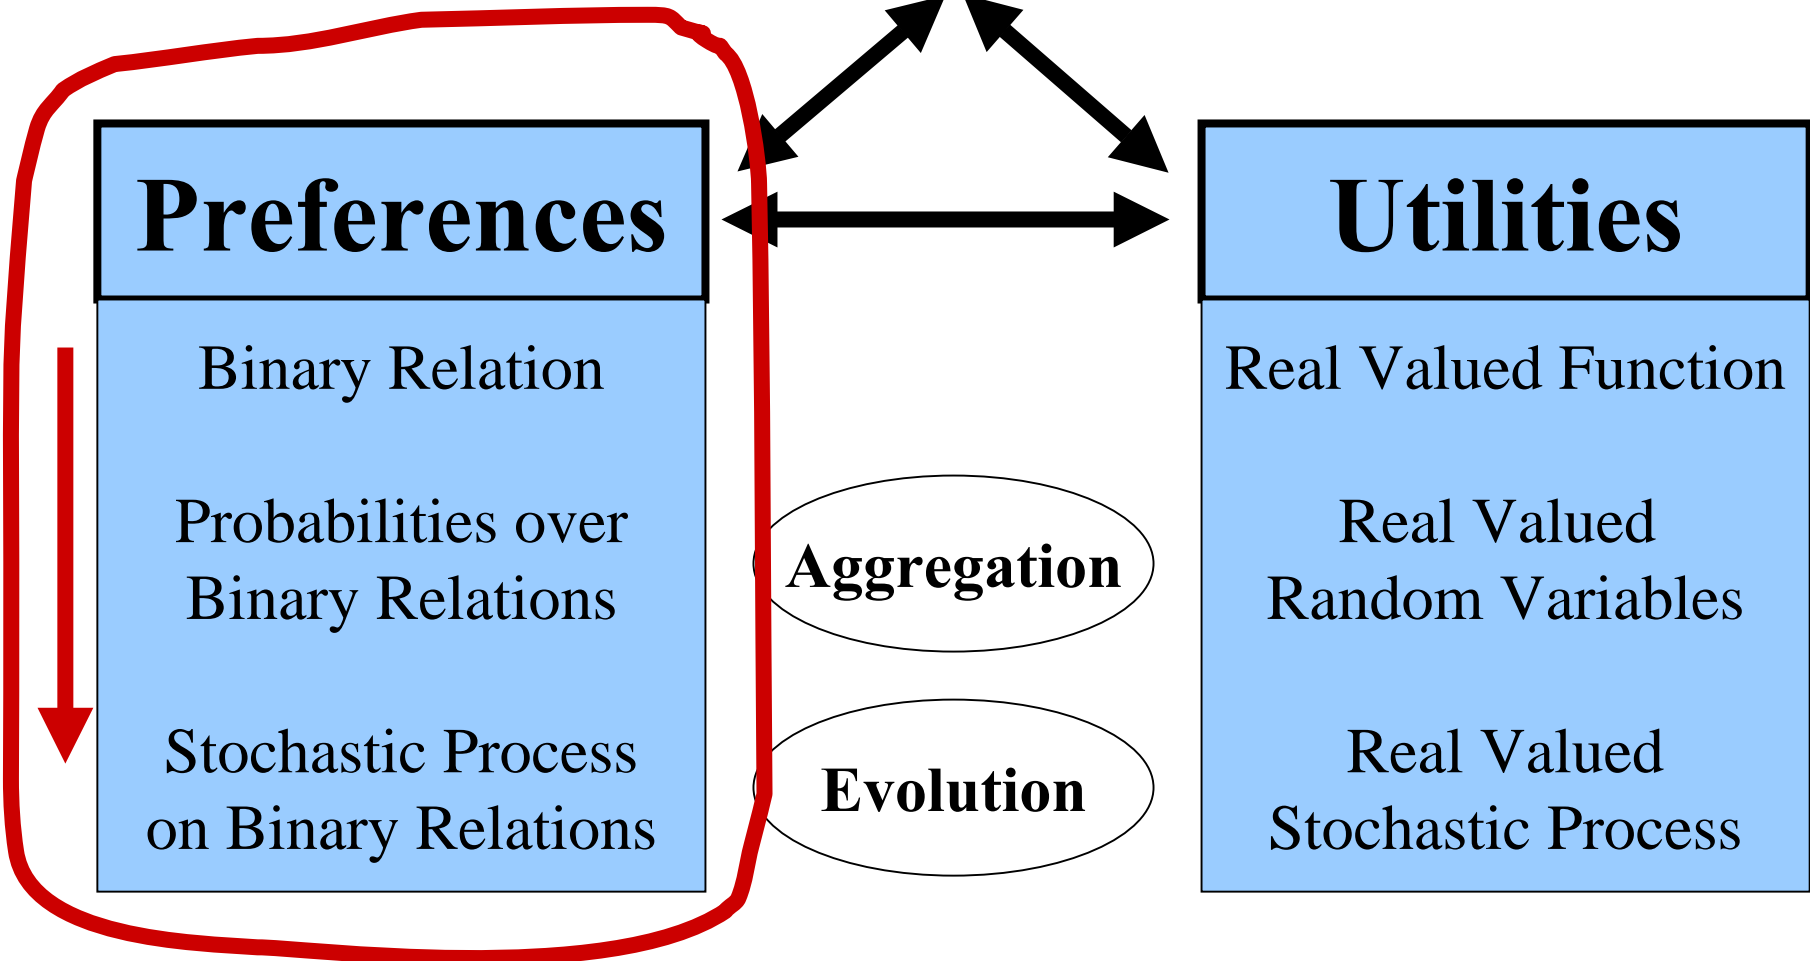 Preferences
Binary Relation
Probabilities over
Binary Relations
Stochastic Process
on Binary Relations
Aggregation
Evolution
Utilities
Real Valued Function
Real Valued
Random Variables
Real Valued
Stochastic Process